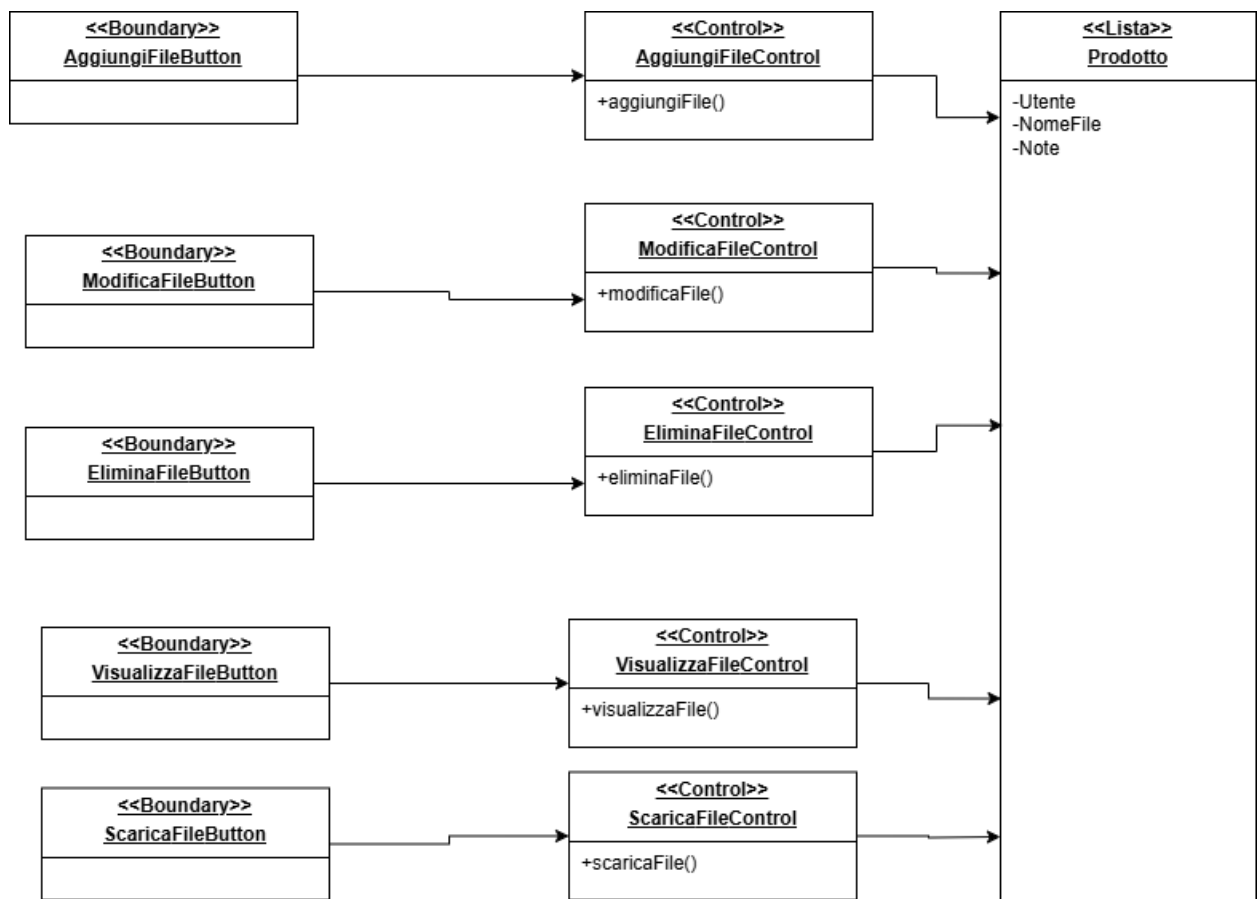 <<Boundary>>
AggiungiFileButton
<<Control>>
AggiungiFileControl
+aggiungiFile()
<<Lista>>
Prodotto
-Utente
-NomeFile
-Note
<<Boundary>>
ModificaFileButton
<<Control>>
ModificaFileControl
+modificaFile()
<<Boundary>>
EliminaFileButton
<<Control>>
EliminaFileControl
+eliminaFile()
<<Boundary>>
VisualizzaFileButton
<<Control>>
VisualizzaFileControl
+visualizzaFile()
<<Boundary>>
ScaricaFileButton
<<Control>>
ScaricaFileControl
+scaricaFile()